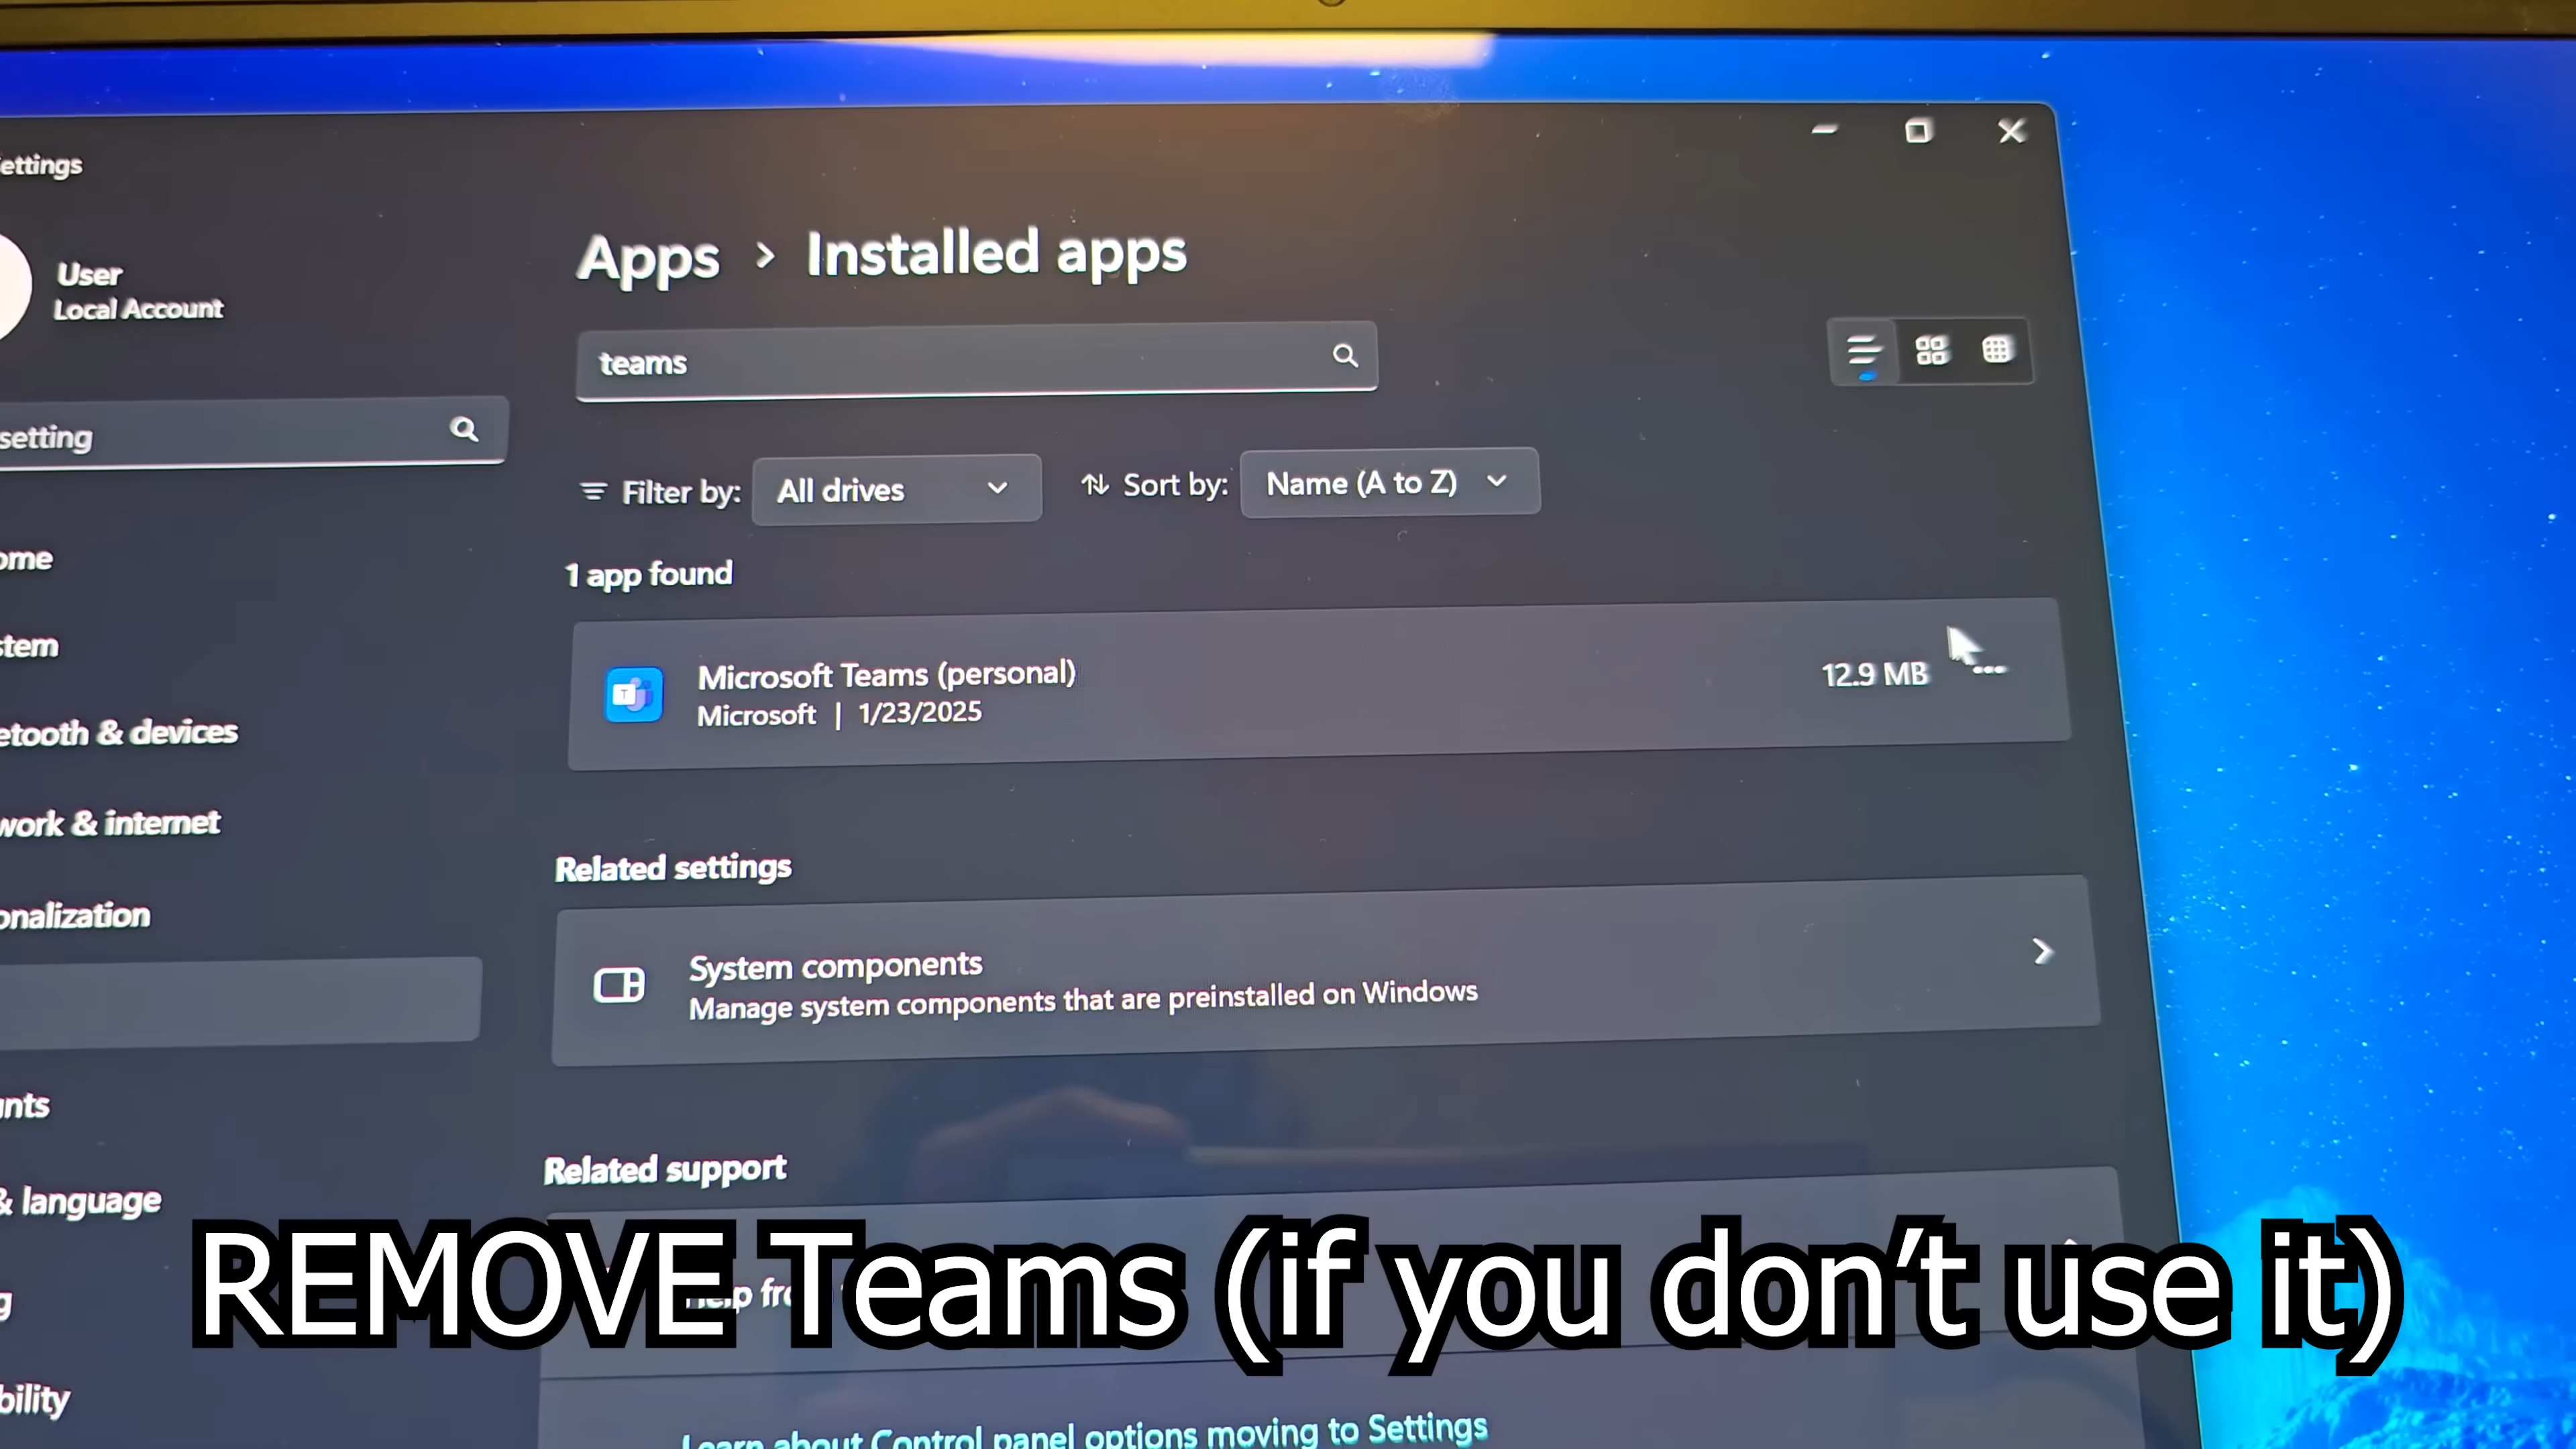 ettings
User
Local Account
setting
ome
stem
etooth & devices
work & internet
onalization
unts
& language
g
bility
Apps > Installed apps
teams
Filter by: All drives
Sort by: Name (A to Z)
1 app found
Microsoft Teams (personal)
Microsoft | 1/23/2025
12.9 MB
Related settings
System components
Manage system components that are preinstalled on Windows
Related support
REMOVE Teams (if you don't use it)
Learn about Control panel options moving to Settings